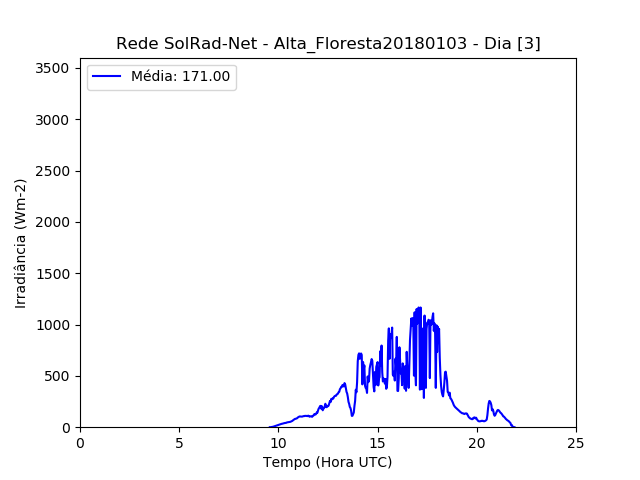 Rede SolRad-Net - Alta_Floresta20180103 - Dia [3]
Média: 171.00
3500
3000
2500
2000
1500
1000
500
0
Irradiância (Wm-2)
0 5 10 15 20 25
Tempo (Hora UTC)